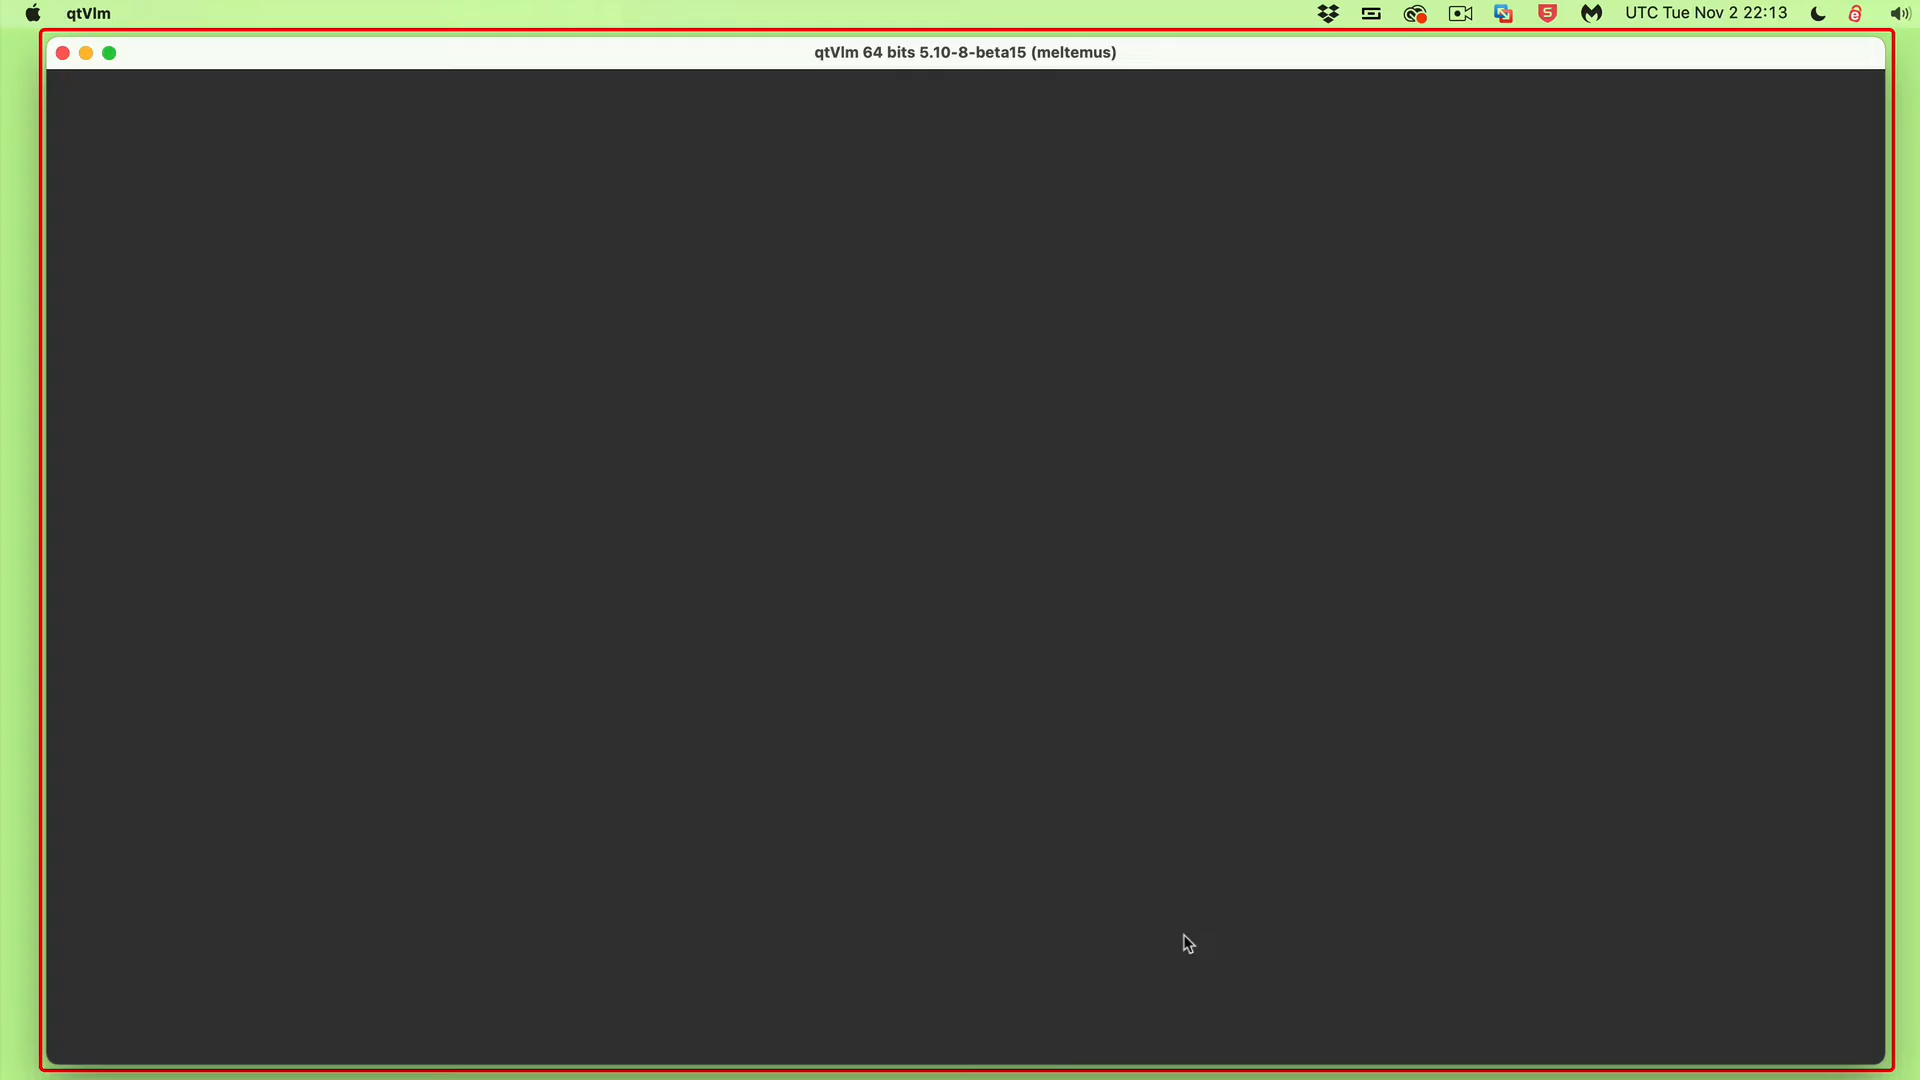 qtVlm
UTC Tue Nov 2 22:13
qtVlm 64 bits 5.10-8-beta15 (meltemus)